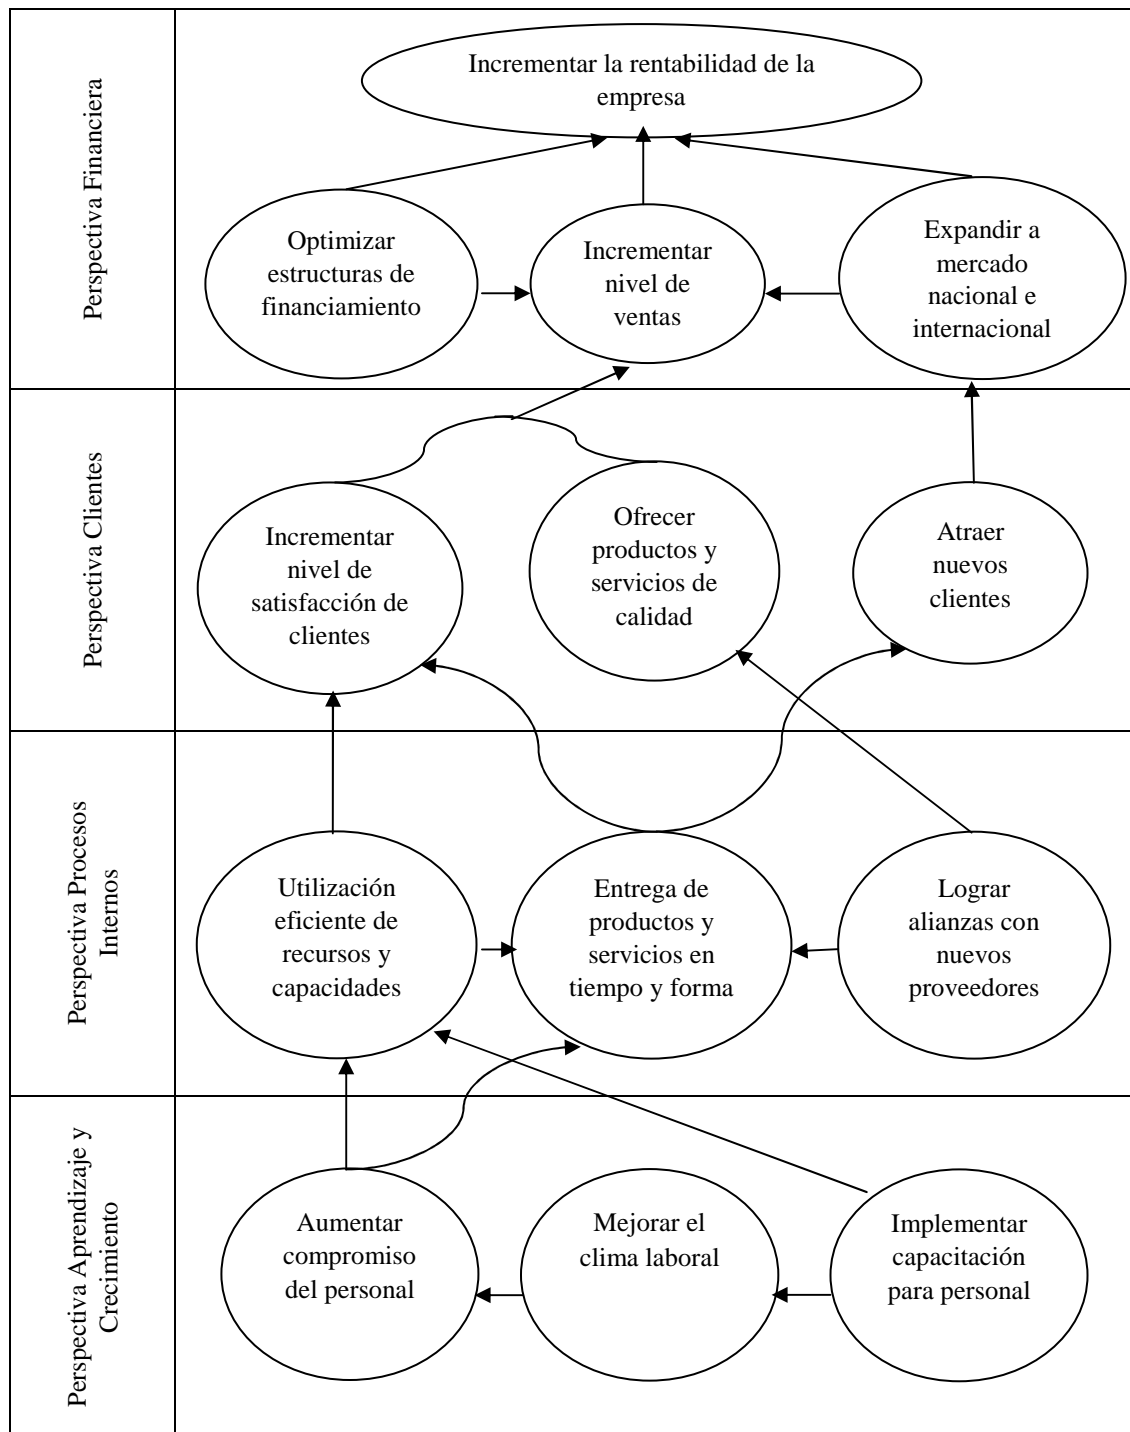 Perspectiva Financiera
Incrementar la rentabilidad de la
empresa
Optimizar
estructuras de
financiamiento
Incrementar
nivel de
ventas
Expandir a
mercado
nacional e
internacional
Perspectiva Clientes
Incrementar
nivel de
satisfacción de
clientes
Ofrecer
productos y
servicios de
calidad
Atraer
nuevos
clientes
Perspectiva Procesos
Internos
Utilización
eficiente de
recursos y
capacidades
Entrega de
productos y
servicios en
tiempo y forma
Lograr
alianzas con
nuevos
proveedores
Perspectiva Aprendizaje y
Crecimiento
Aumentar
compromiso
del personal
Mejorar el
clima laboral
Implementar
capacitación
para personal